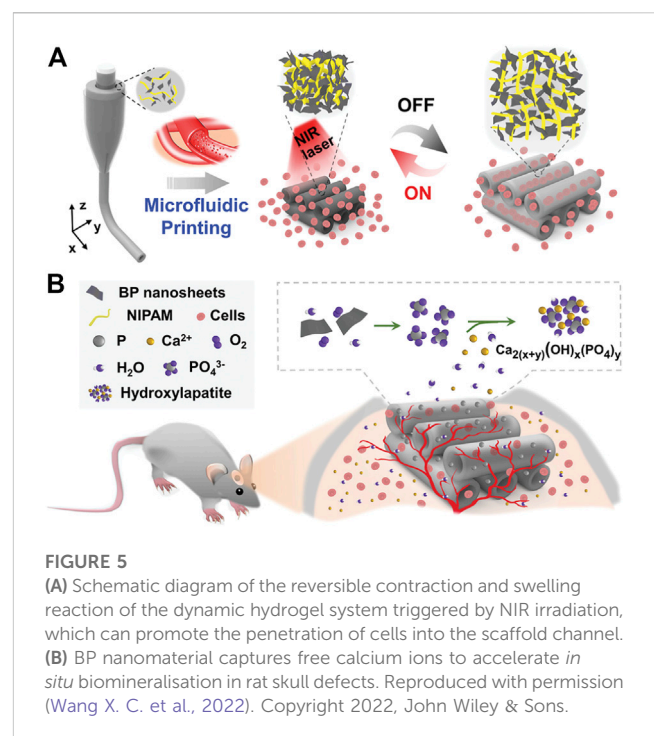 A
z
y
x
Microfluidic
Printing
NIR
laser
OFF
ON
B
BP nanosheets
NIPAM Cells
P Ca²⁺ O₂
H₂O PO₄³⁻
Hydroxylapatite
Ca₂₍ₓ₊ᵧ₎(OH)ₓ(PO₄)ᵧ
FIGURE 5
(A) Schematic diagram of the reversible contraction and swelling
reaction of the dynamic hydrogel system triggered by NIR irradiation,
which can promote the penetration of cells into the scaffold channel.
(B) BP nanomaterial captures free calcium ions to accelerate in
situ biomineralisation in rat skull defects. Reproduced with permission
(Wang X. C. et al., 2022). Copyright 2022, John Wiley & Sons.